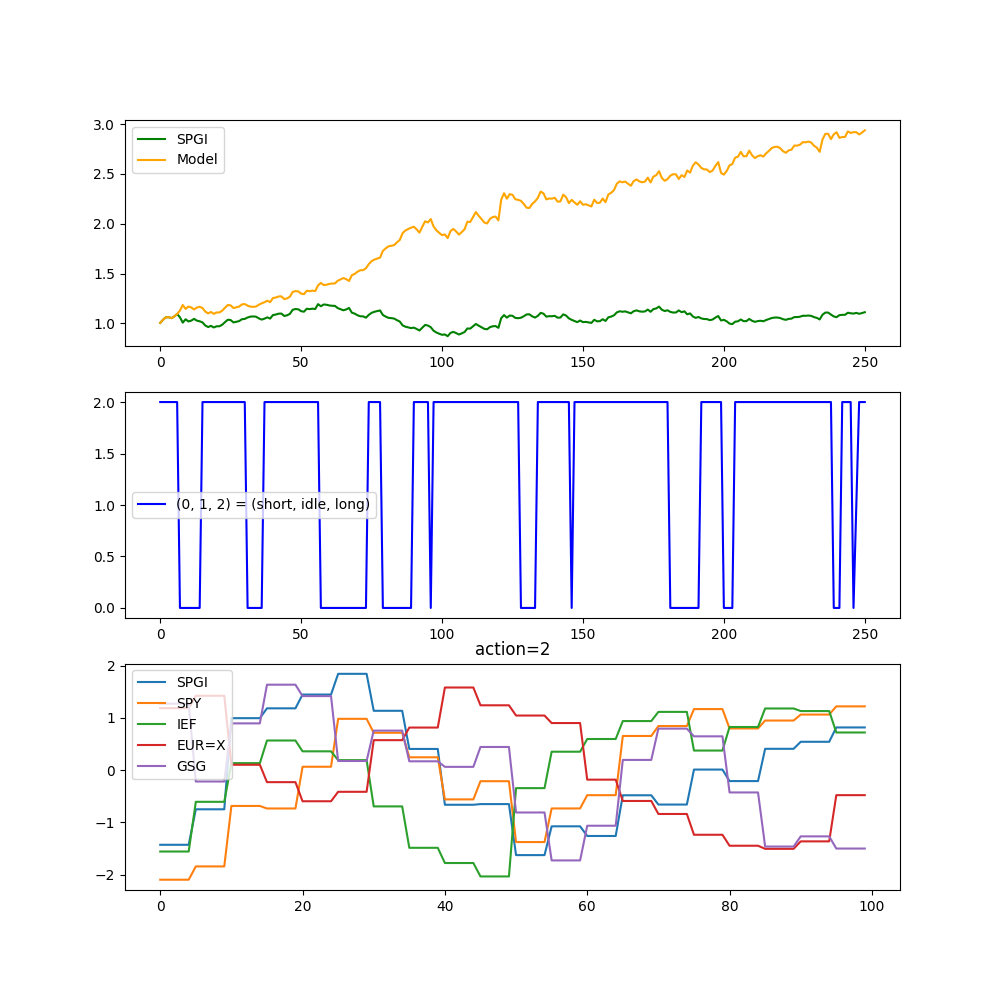 3.0
2.5
2.0
1.5
1.0
SPGI
Model
0 50 100 150 200 250
2.0
1.5
1.0
0.5
0.0
(0, 1, 2) = (short, idle, long)
0 50 100 150 200 250
action=2
2
1
0
−1
−2
SPGI
SPY
IEF
EUR=X
GSG
0 20 40 60 80 100